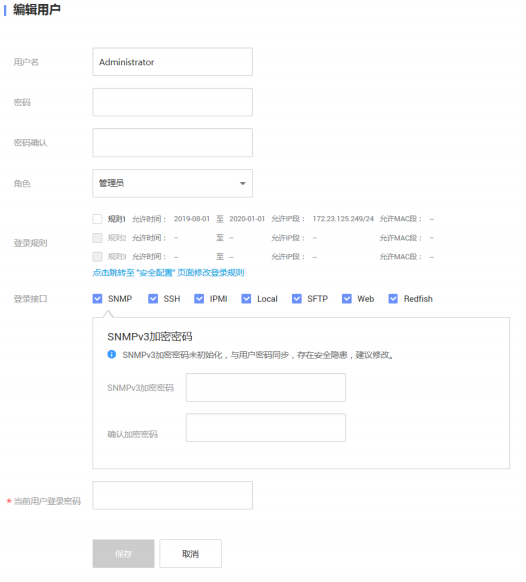 编辑用户
用户名 Administrator
密码
密码确认
角色 管理员
规则1 允许时间： 2019-08-01 至 2020-01-01 允许IP段： 172.23.125.249/24 允许MAC段： –
登录规则 规则2 允许时间： – 至 – 允许IP段： – 允许MAC段： –
规则3 允许时间： – 至 – 允许IP段： – 允许MAC段： –
点击跳转至 "安全配置" 页面修改登录规则
登录接口 SNMP SSH IPMI Local SFTP Web Redfish
SNMPv3加密密码
SNMPv3加密密码未初始化，与用户密码同步，存在安全隐患，建议修改。
SNMPv3加密密码
确认加密密码
* 当前用户登录密码
保存 取消